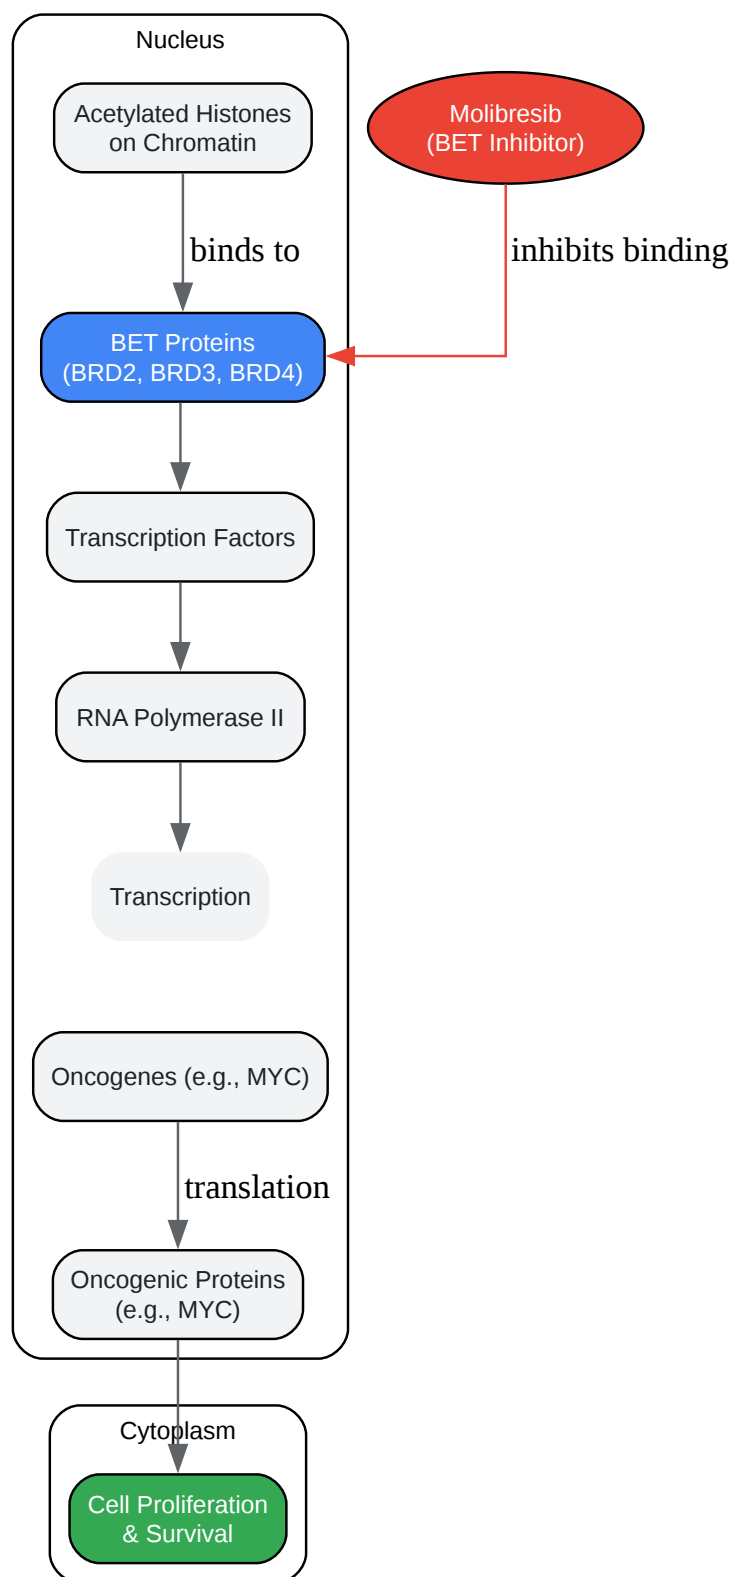 Nucleus
Acetylated Histones
on Chromatin
Molibresib
(BET Inhibitor)
binds to
inhibits binding
BET Proteins
(BRD2, BRD3, BRD4)
Transcription Factors
RNA Polymerase II
Transcription
Oncogenes (e.g., MYC)
translation
Oncogenic Proteins
(e.g., MYC)
Cytoplasm
Cell Proliferation
& Survival